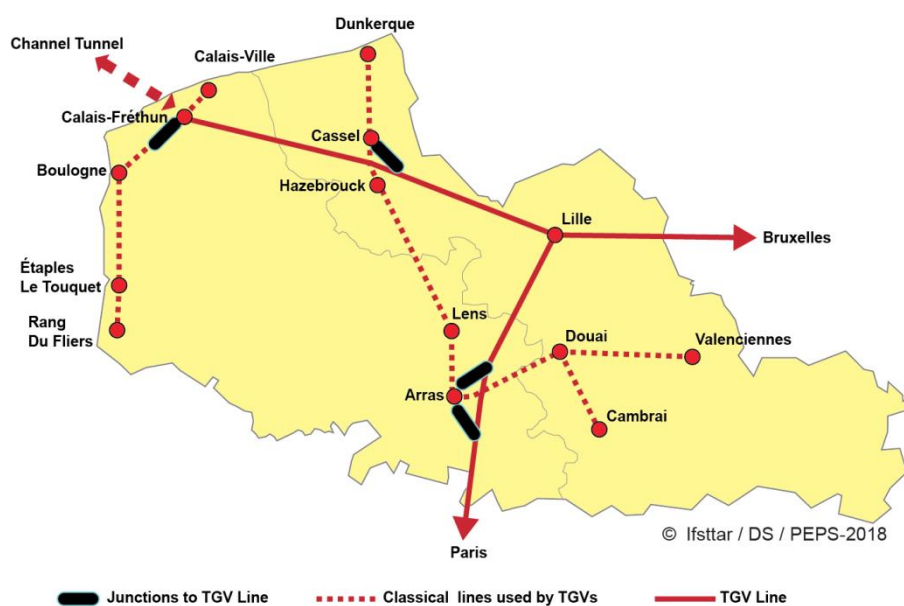 Dunkerque
Channel Tunnel
Calais-Ville
Calais-Fréthun
Cassel
Boulogne
Hazebrouck
Lille
Bruxelles
Étaples
Le Touquet
Rang
Du Fliers
Lens
Douai
Valenciennes
Arras
Cambrai
© Ifsttar / DS / PEPS-2018
Paris
Junctions to TGV Line
Classical lines used by TGVs
TGV Line